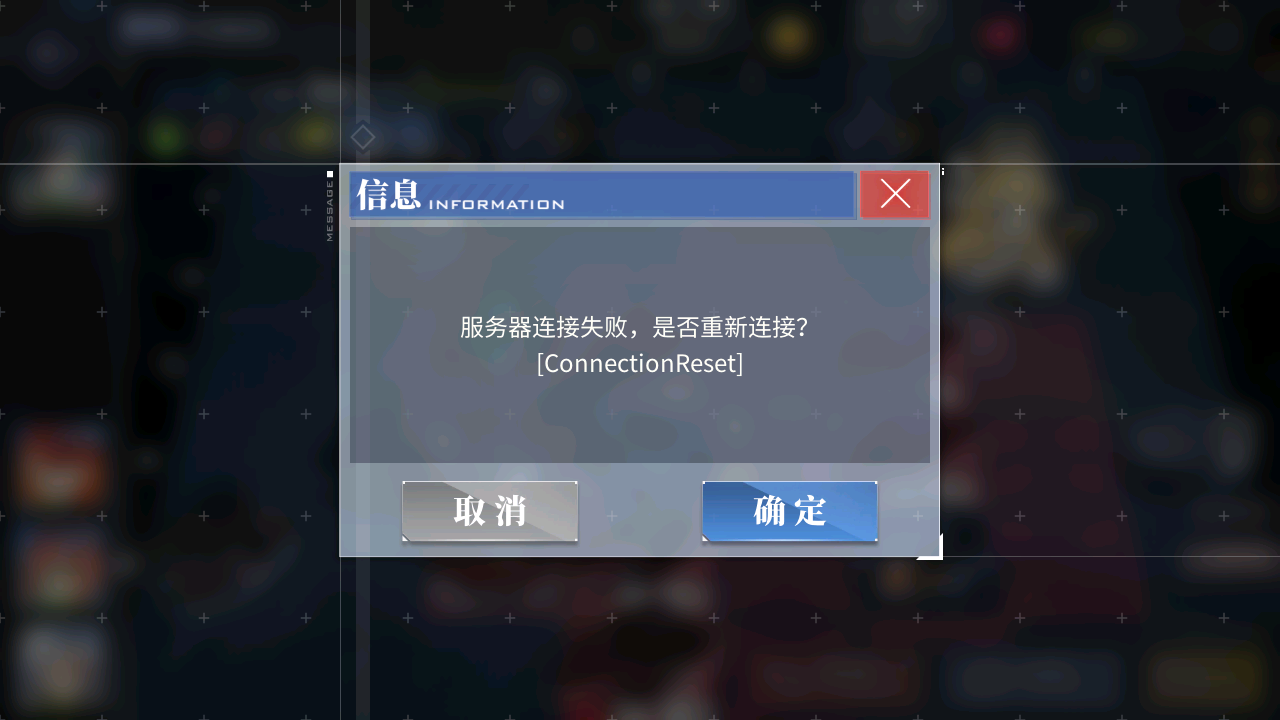 MESSAGE
信息 INFORMATION
服务器连接失败，是否重新连接？
[ConnectionReset]
取消
确定